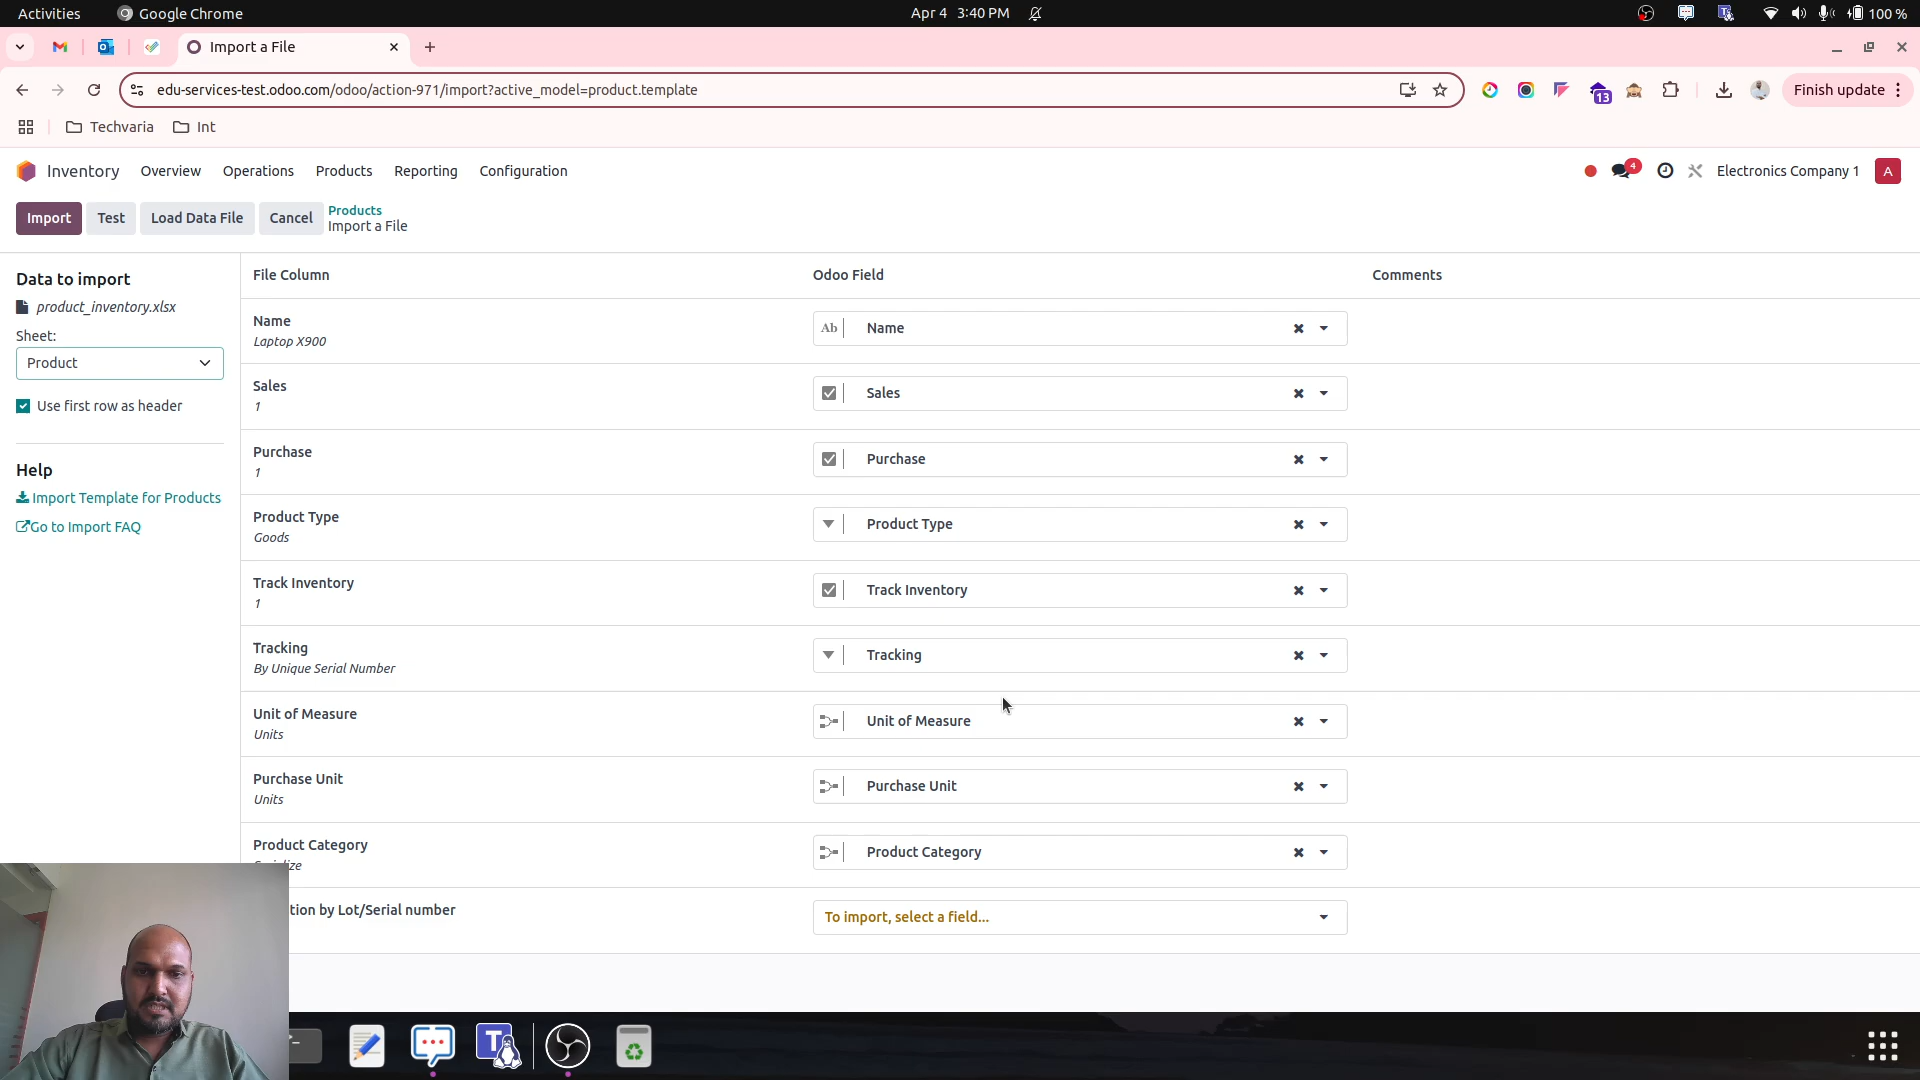 Activities Google Chrome Apr 4 3:40 PM 100 %
Import a File
edu-services-test.odoo.com/odoo/action-971/import?active_model=product.template 13 Finish update
Techvaria Int
Inventory Overview Operations Products Reporting Configuration 4 Electronics Company 1 A
Import Test Load Data File Cancel Products
Import a File
Data to import
product_inventory.xlsx
Sheet:
Product
Use first row as header
Help
Import Template for Products
Go to Import FAQ
File Column Odoo Field Comments
Name
Laptop X900
Ab Name
Sales
1
Sales
Purchase
1
Purchase
Product Type
Goods
Product Type
Track Inventory
1
Track Inventory
Tracking
By Unique Serial Number
Tracking
Unit of Measure
Units
Unit of Measure
Purchase Unit
Units
Purchase Unit
Product Category
Product Category
by Lot/Serial number
To import, select a field...
T